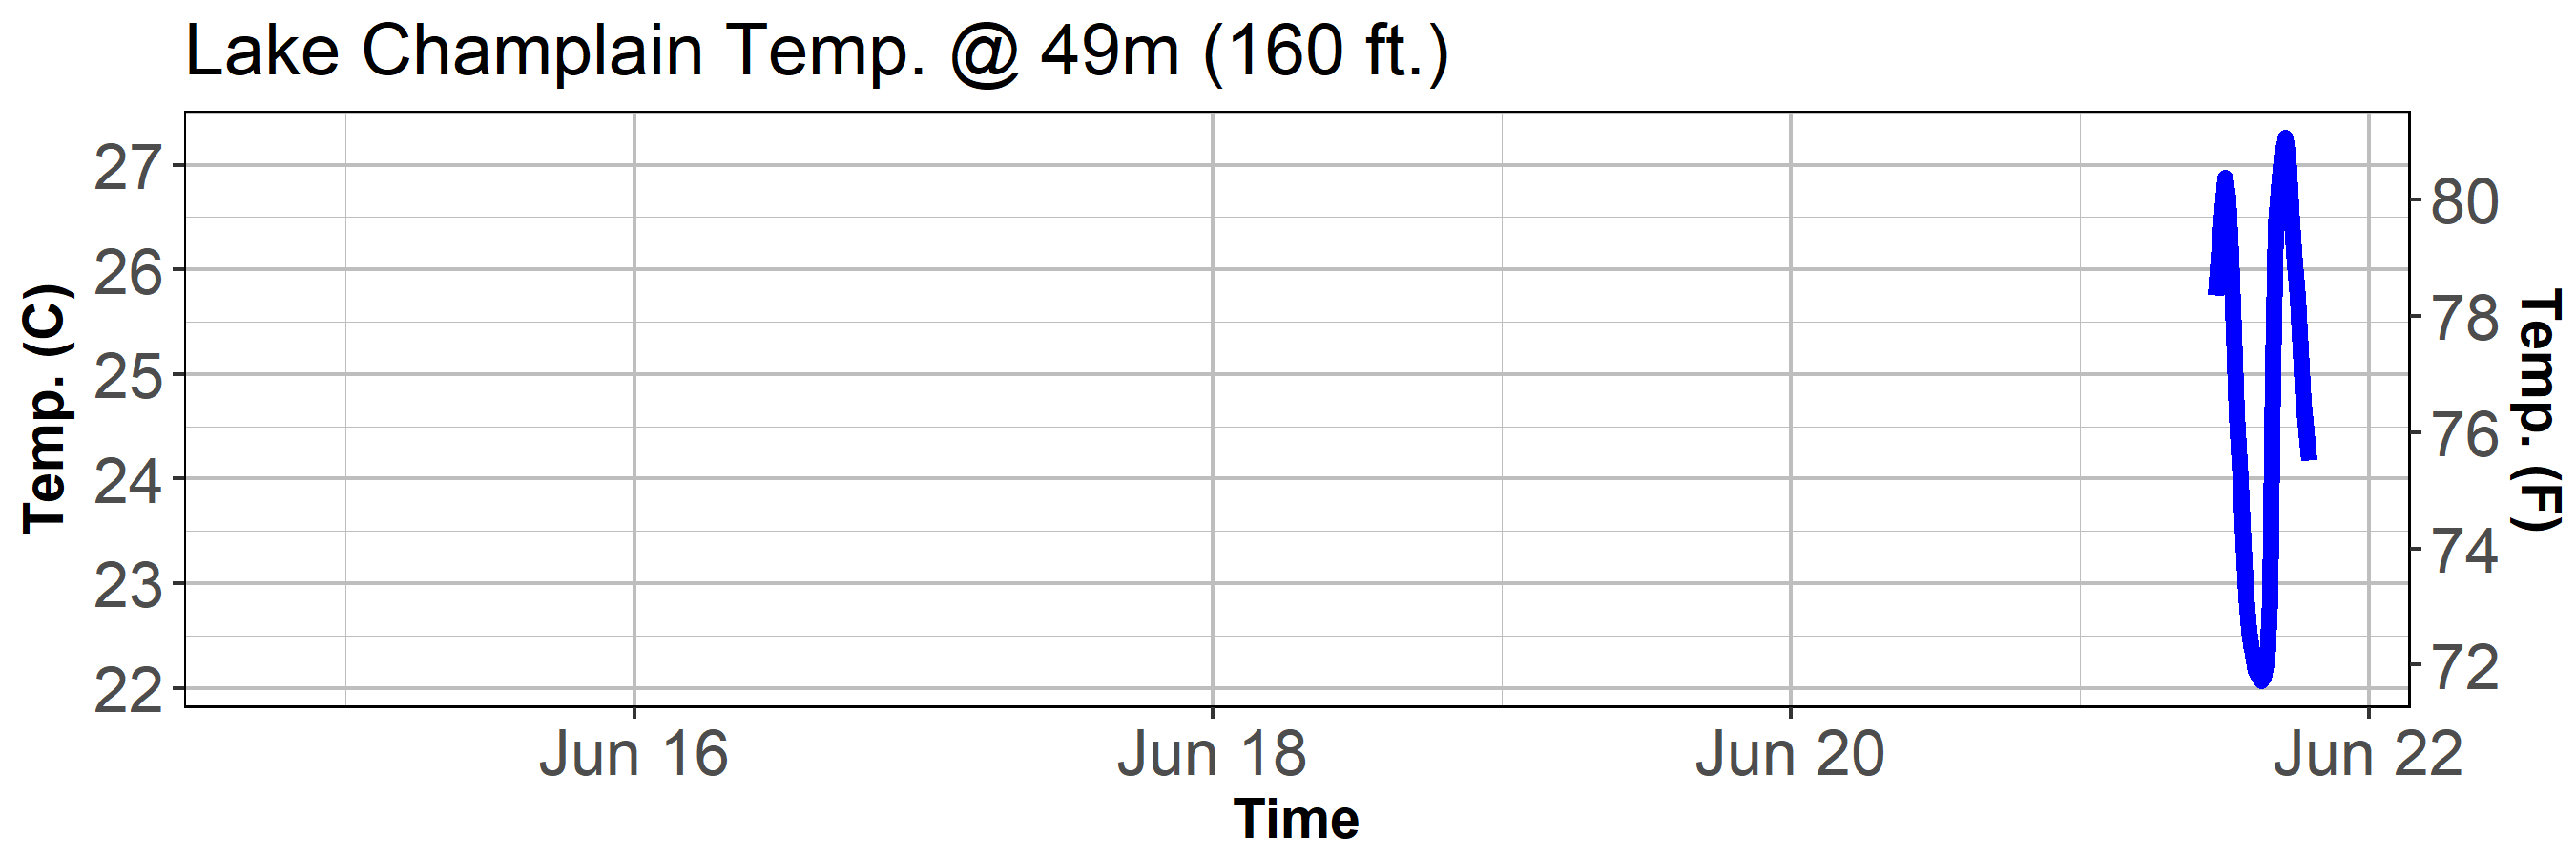 Lake Champlain Temp. @ 49m (160 ft.)
Temp. (C)
27
26
25
24
23
22
80
78
76
74
72
Temp. (F)
Jun 16 Jun 18 Jun 20 Jun 22
Time